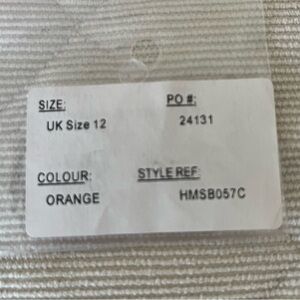 SIZE: PO #:
UK Size 12 24131
COLOUR: STYLE REF:
ORANGE HMSB057C